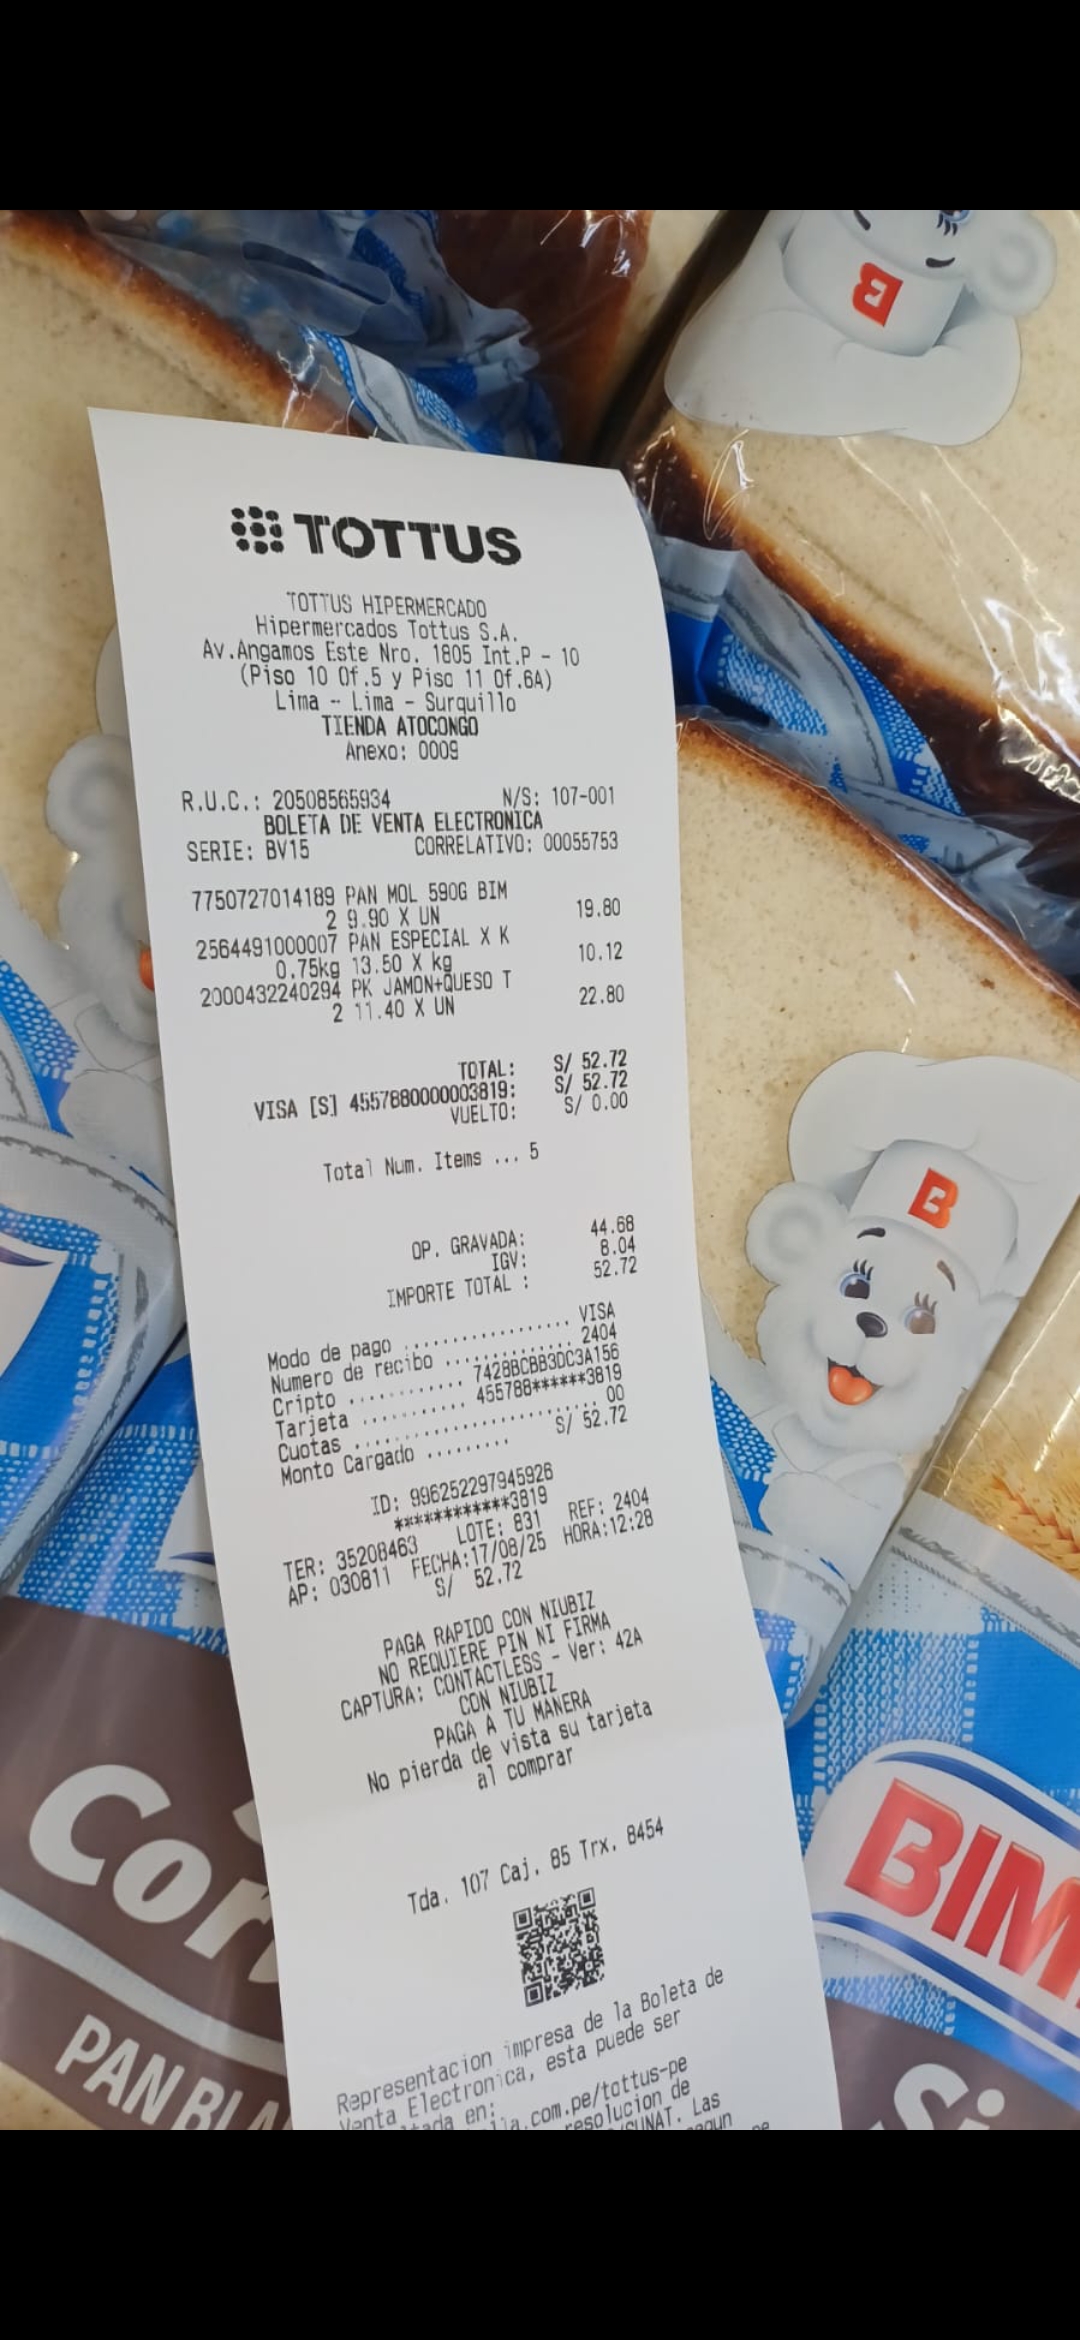 TOTTUS
TOTTUS HIPERMERCADO
Hipermercados Tottus S.A.
Av.Angamos Este Nro. 1805 Int.P - 10
(Piso 10 Of.5 y Piso 11 Of.6A)
Lima - Lima - Surquillo
TIENDA ATOCONGO
Anexo: 0009
R.U.C.: 20508565934 N/S: 107-001
BOLETA DE VENTA ELECTRONICA
SERIE: BV15 CORRELATIVO: 00055753
7750727014189 PAN MOL 590G BIM
2 9.90 X UN 19.80
2564491000007 PAN ESPECIAL X K
0.75kg 13.50 X kg 10.12
2000432240294 PK JAMON+QUESO T
2 11.40 X UN 22.80
TOTAL: S/ 52.72
VISA [S] 4557880000003819: S/ 52.72
VUELTO: S/ 0.00
Total Num. Items ... 5
OP. GRAVADA: 44.68
IGV: 8.04
IMPORTE TOTAL : 52.72
Modo de pago .................. VISA
Numero de recibo .............. 2404
Cripto ............ 7428BCBB3DC3A156
Tarjeta ........... 455788******3819
Cuotas ......................... 00
Monto Cargado ......... S/ 52.72
ID: 996252297945926
************3819
TER: 35208463 LOTE: 831 REF: 2404
AP: 030811 FECHA:17/08/25 HORA:12:28
S/ 52.72
PAGA RAPIDO CON NIUBIZ
NO REQUIERE PIN NI FIRMA
CAPTURA: CONTACTLESS - Ver: 42A
CON NIUBIZ
PAGA A TU MANERA
No pierda de vista su tarjeta
al comprar
Tda. 107 Caj. 85 Trx. 8454
Representacion impresa de la Boleta de
Venta Electronica, esta puede ser
en:
.com.pe/tottus-pe
resolucion de
/SUNAT. Las
B
B
BIM
PAN